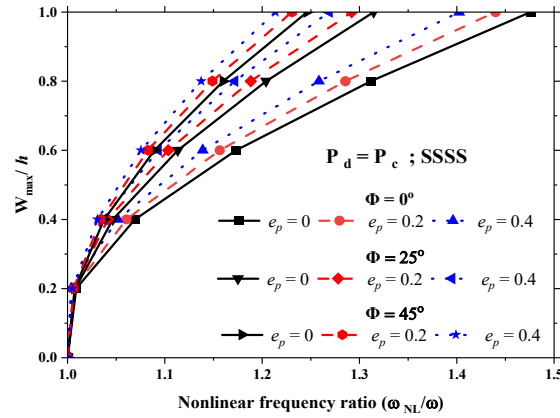 1.0
0.8
0.6
0.4
0.2
0.0
W_max/ h
P_d = P_c ; SSSS
Φ = 0°
e_p = 0 e_p = 0.2 e_p = 0.4
Φ = 25°
e_p = 0 e_p = 0.2 e_p = 0.4
Φ = 45°
e_p = 0 e_p = 0.2 e_p = 0.4
1.0 1.1 1.2 1.3 1.4 1.5
Nonlinear frequency ratio (ω_NL/ω)